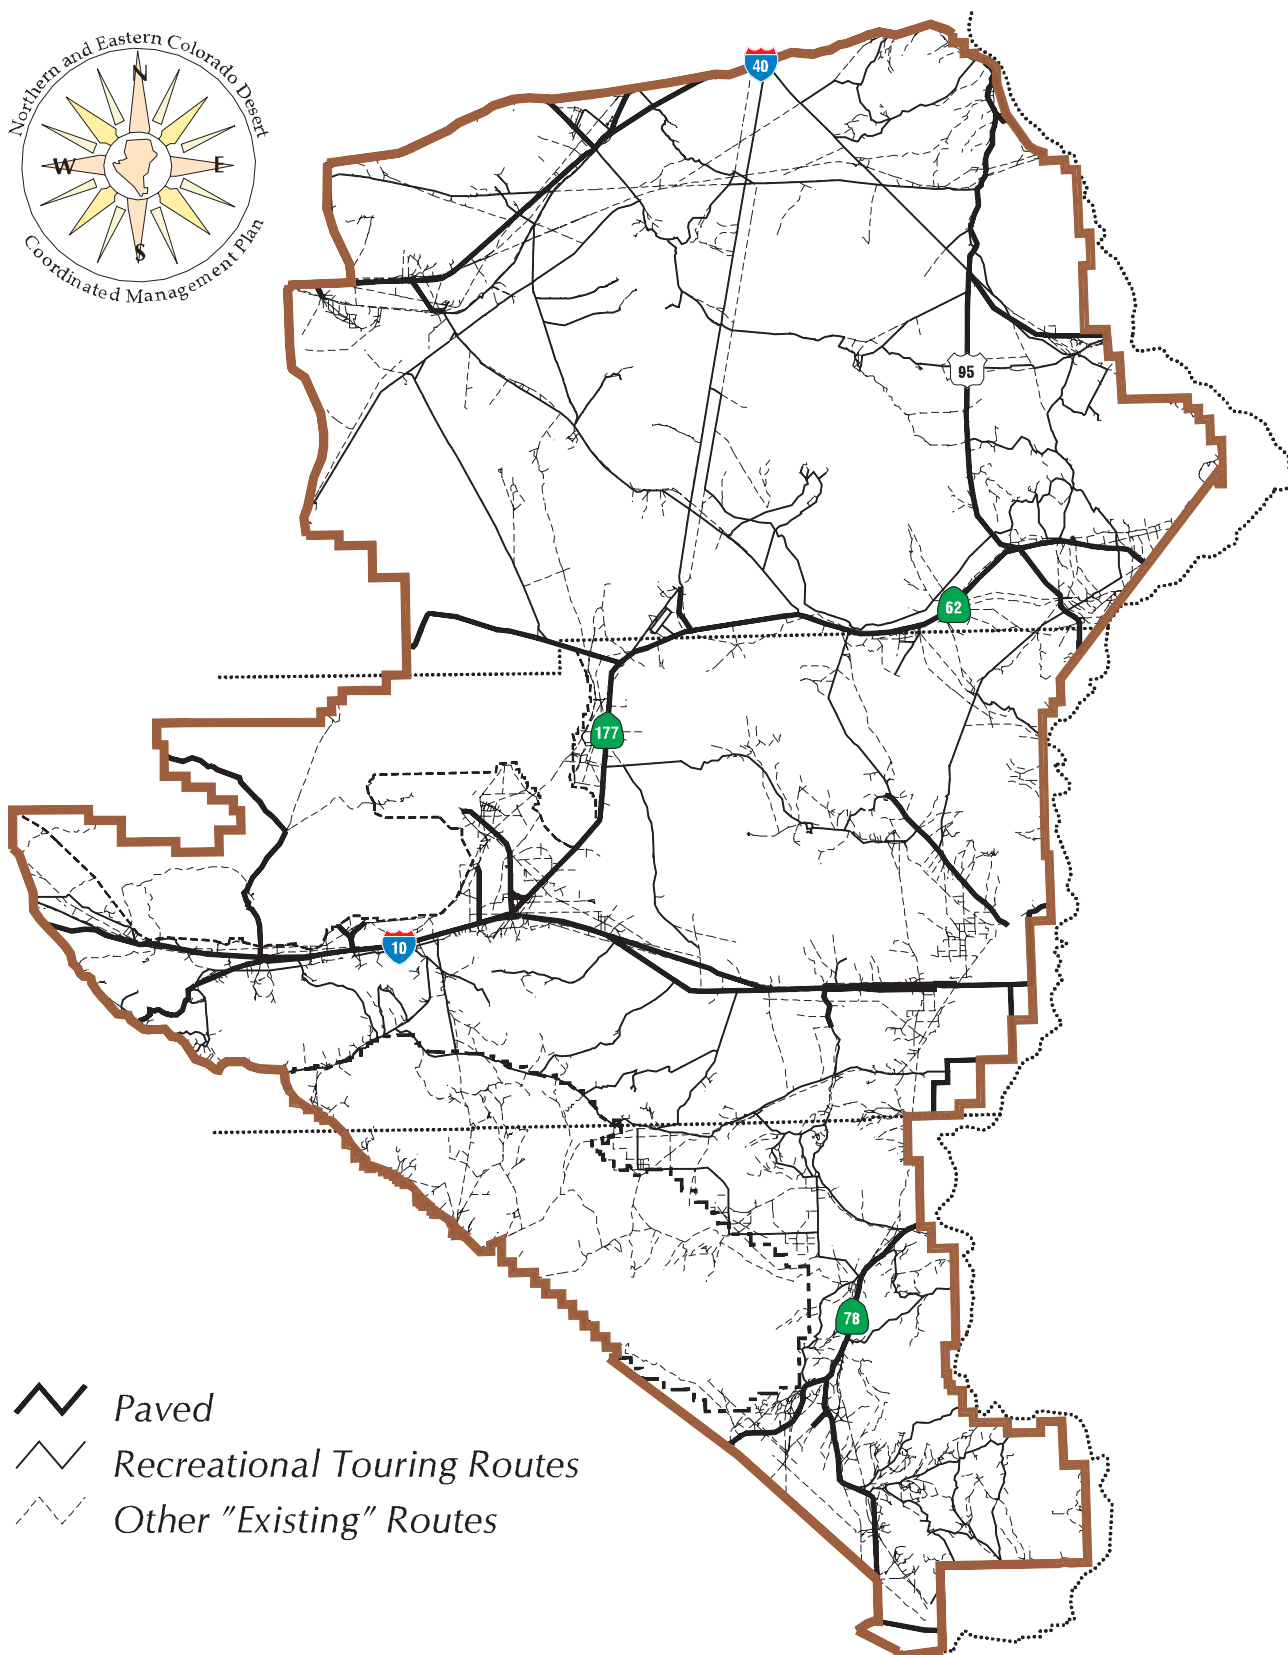 Northern and Eastern Colorado Desert
N
W
E
S
Coordinated Management Plan
40
95
62
177
10
78
Paved
Recreational Touring Routes
Other "Existing" Routes